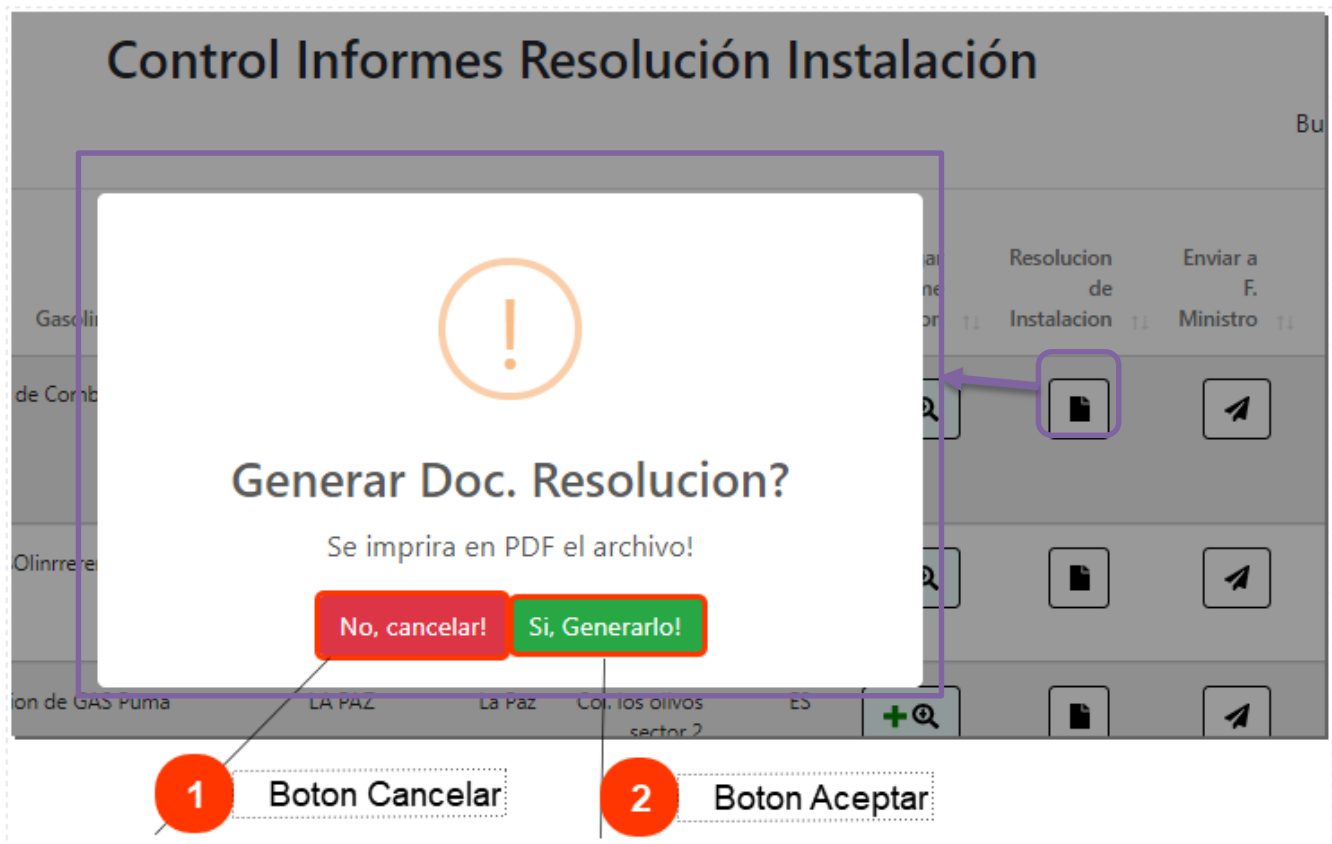 Control Informes Resolución Instalación
Bu
Resolucion
de
Instalacion
Enviar a
F.
Ministro
Gasolin
de Comb
Generar Doc. Resolucion?
Se imprira en PDF el archivo!
No, cancelar!
Si, Generarlo!
ion de GAS Puma
LA PAZ
La Paz
Col. los olivos
sector 2
ES
1
Boton Cancelar
2
Boton Aceptar